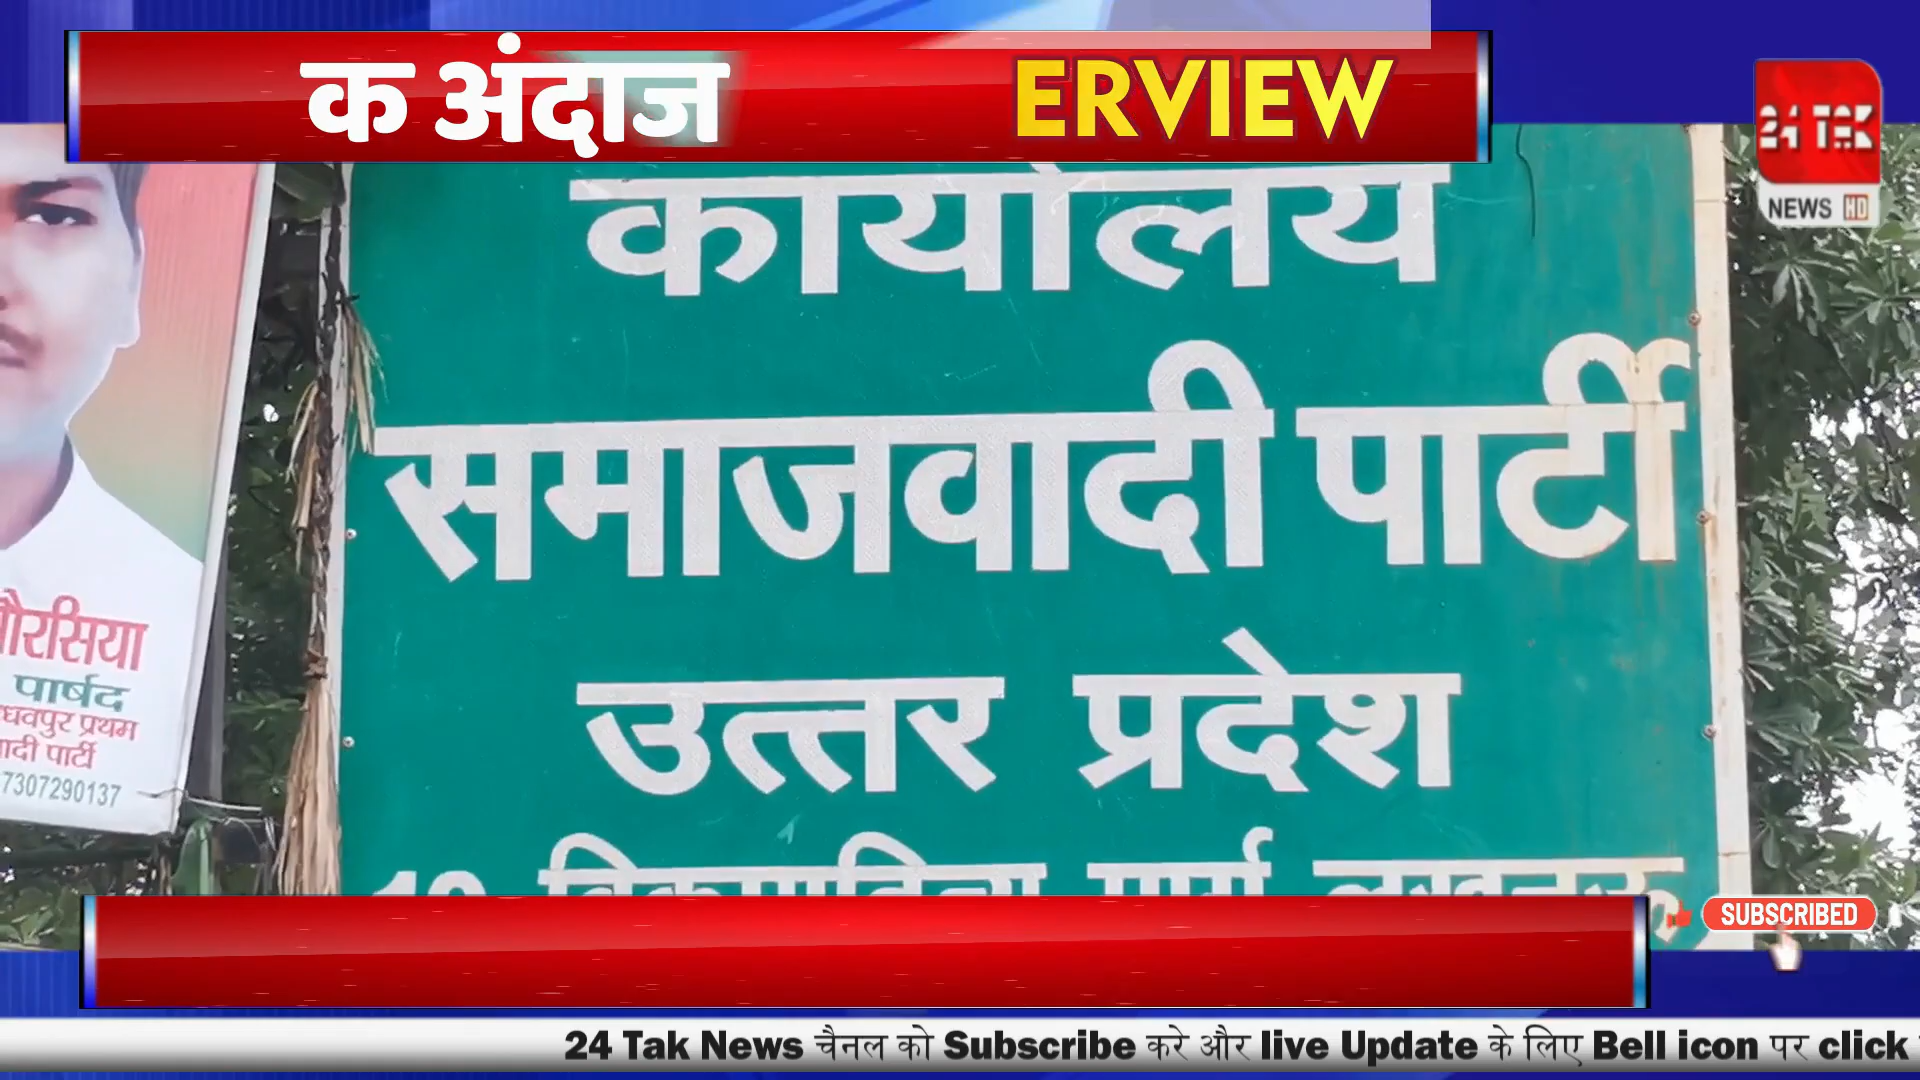 क अंदाज ERVIEW
24 TAK
NEWS HD
कार्यालय
समाजवादी पार्टी
उत्तर प्रदेश
पार्षद
प्रथम
पार्टी
7307290137
SUBSCRIBED
24 Tak News चैनल को Subscribe करे और live Update के लिए Bell icon पर click